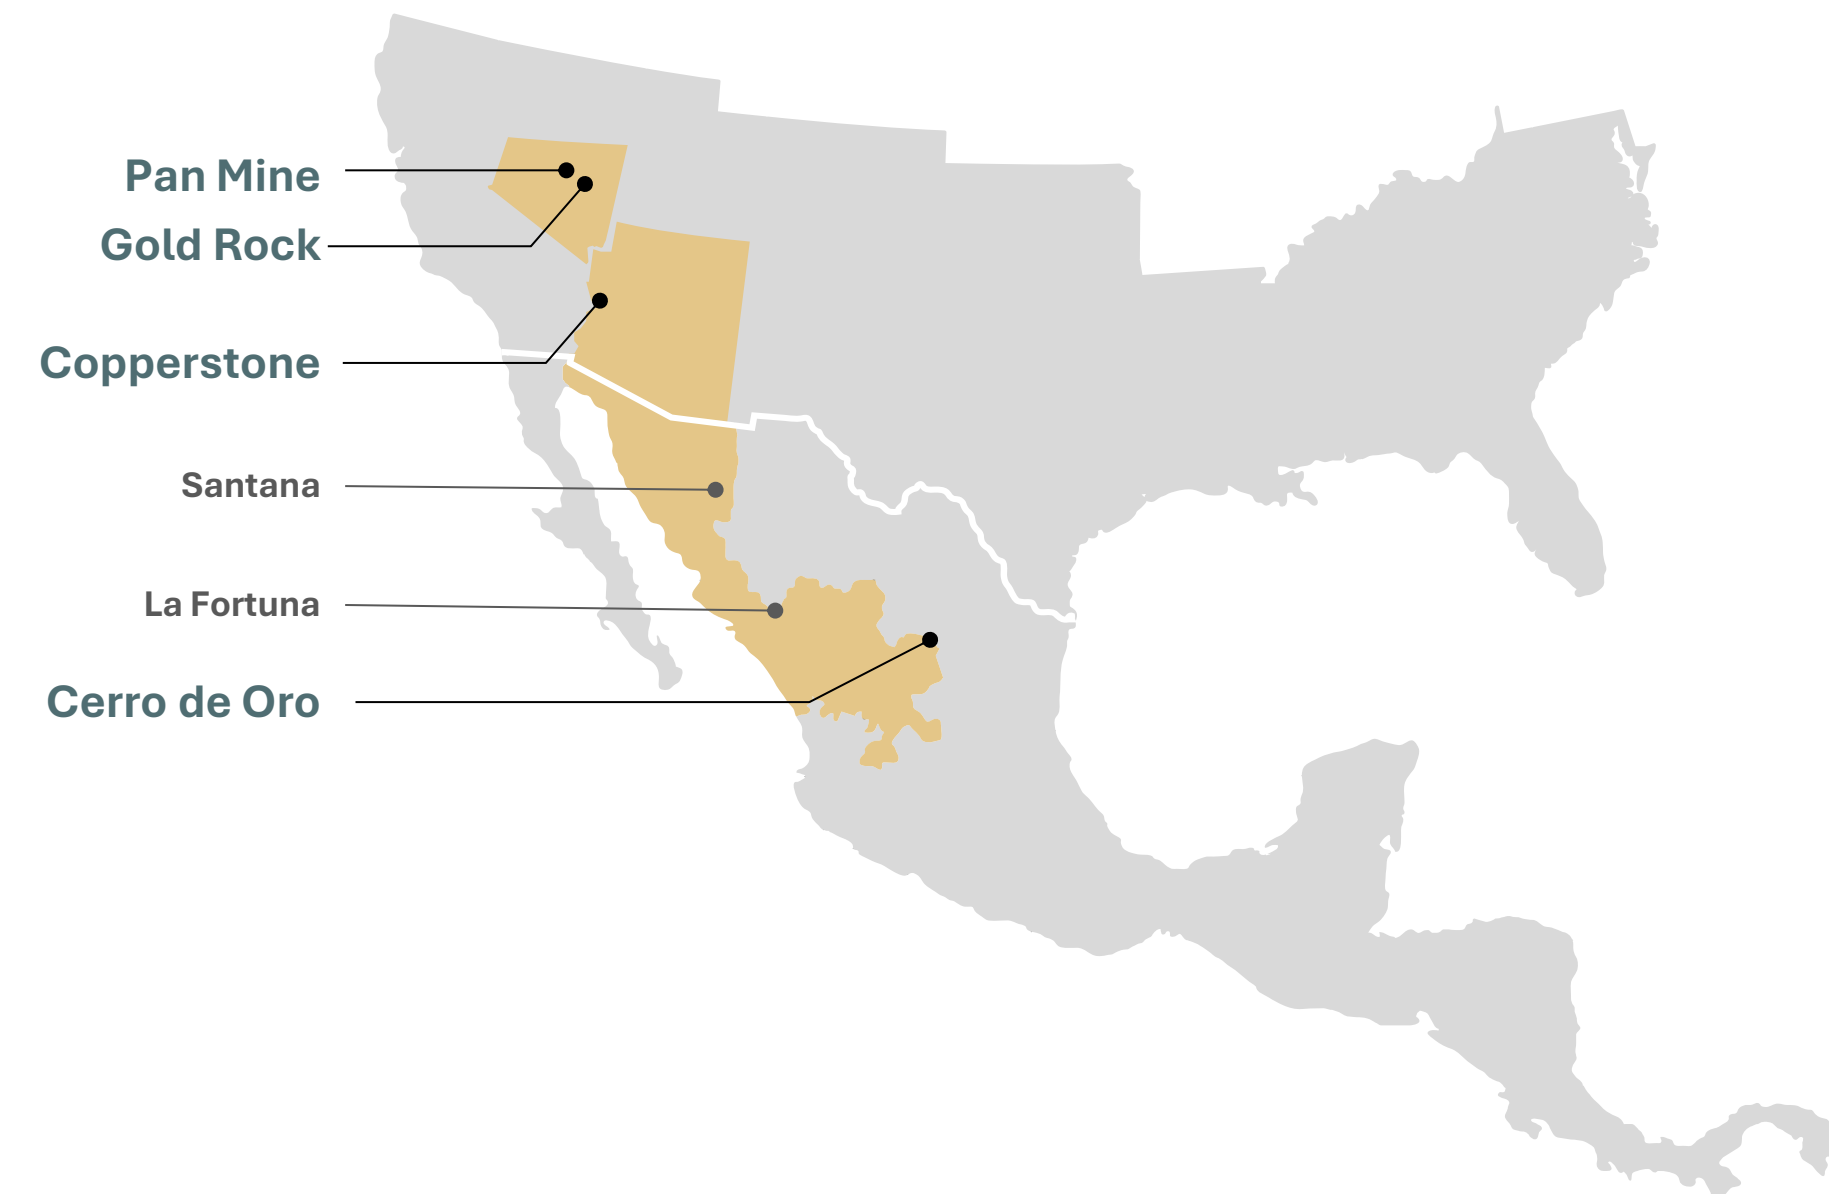 Pan Mine
Gold Rock
Copperstone
Santana
La Fortuna
Cerro de Oro